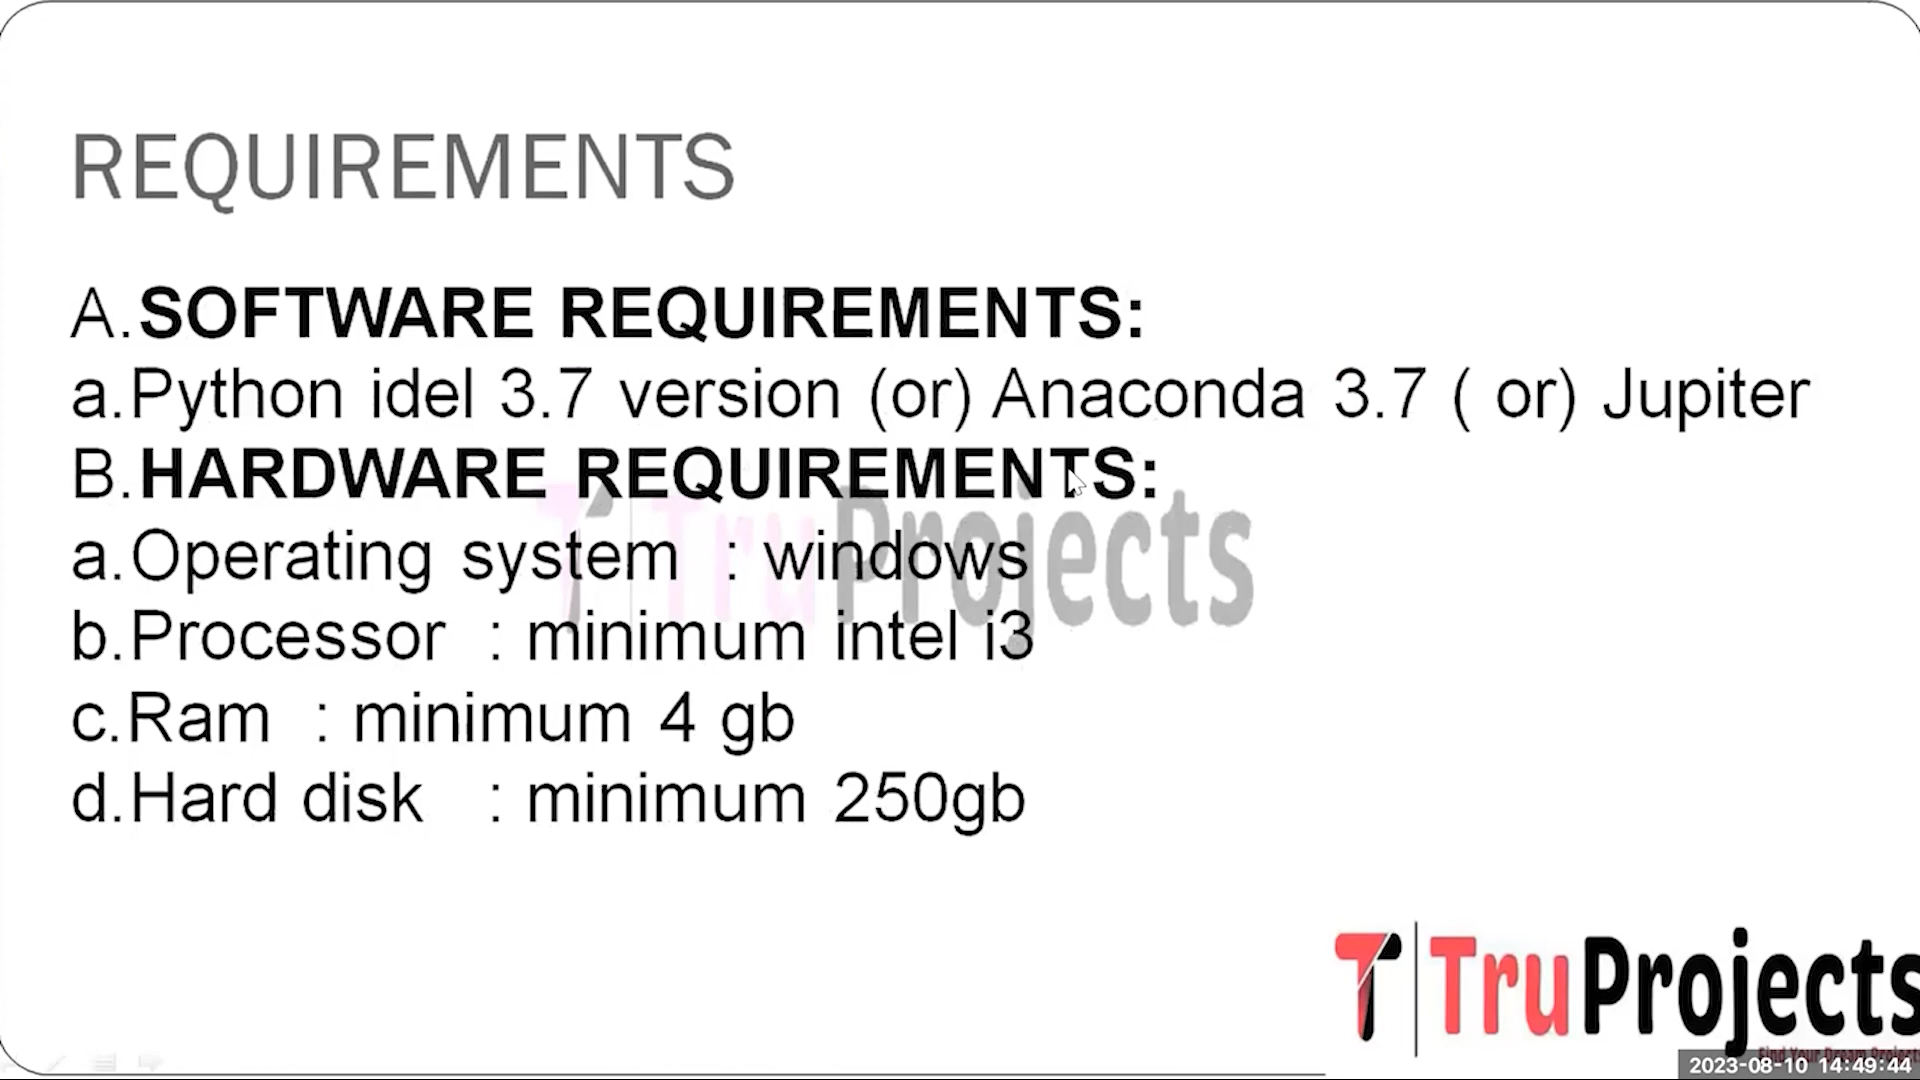 REQUIREMENTS
A.SOFTWARE REQUIREMENTS:
a.Python idel 3.7 version (or) Anaconda 3.7 ( or) Jupiter
B.HARDWARE REQUIREMENTS:
a.Operating system : windows
b.Processor : minimum intel i3
c.Ram : minimum 4 gb
d.Hard disk : minimum 250gb
TruProjects
TruProjects
2023-08-10 14:49:44